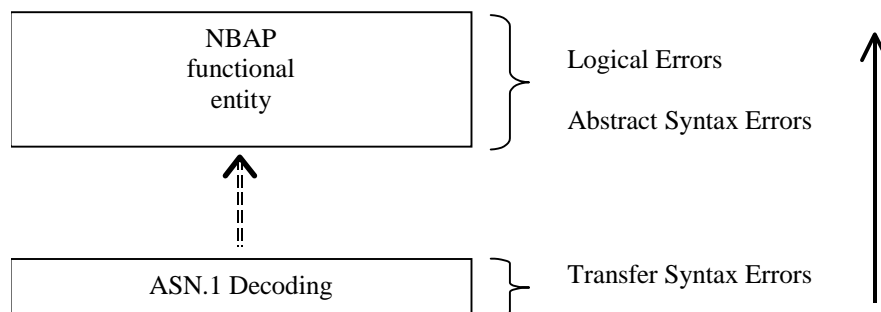 NBAP
functional
entity
Logical Errors
Abstract Syntax Errors
ASN.1 Decoding
Transfer Syntax Errors